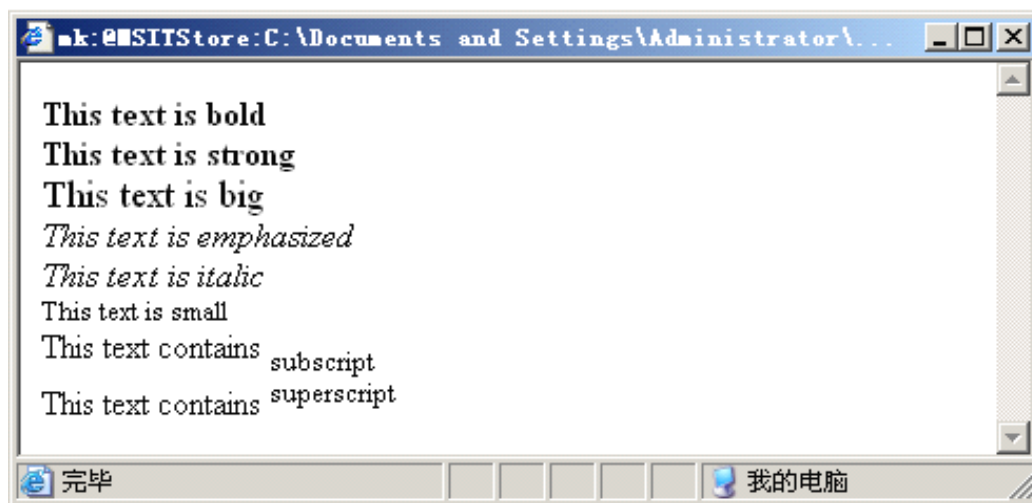 mk:@MSITStore:C:\Documents and Settings\Administrator\...
This text is bold
This text is strong
This text is big
This text is emphasized
This text is italic
This text is small
This text contains subscript
This text contains superscript
完毕
我的电脑